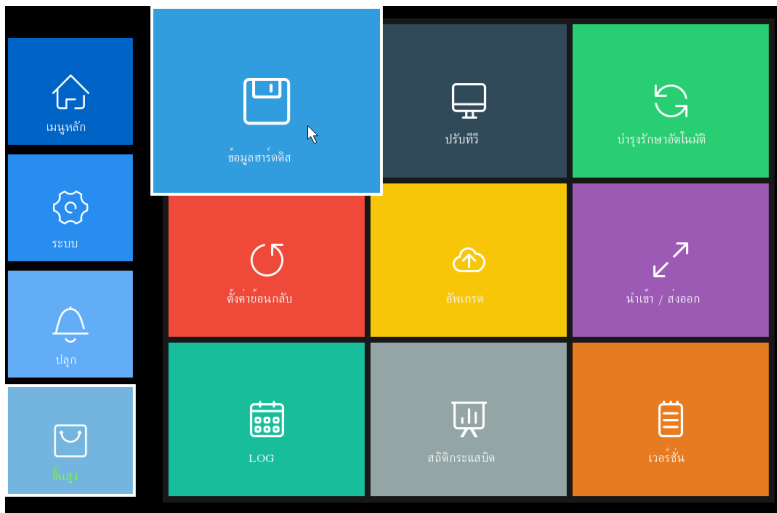 เมนูหลัก
ระบบ
ปลุก
ขั้นสูง
ข้อมูลฮาร์ดดิส
ปรับทีวี
บำรุงรักษาอัตโนมัติ
ตั้งค่าย้อนกลับ
อัพเกรด
นำเข้า / ส่งออก
LOG
สถิติกระแสบิต
เวอร์ชั่น